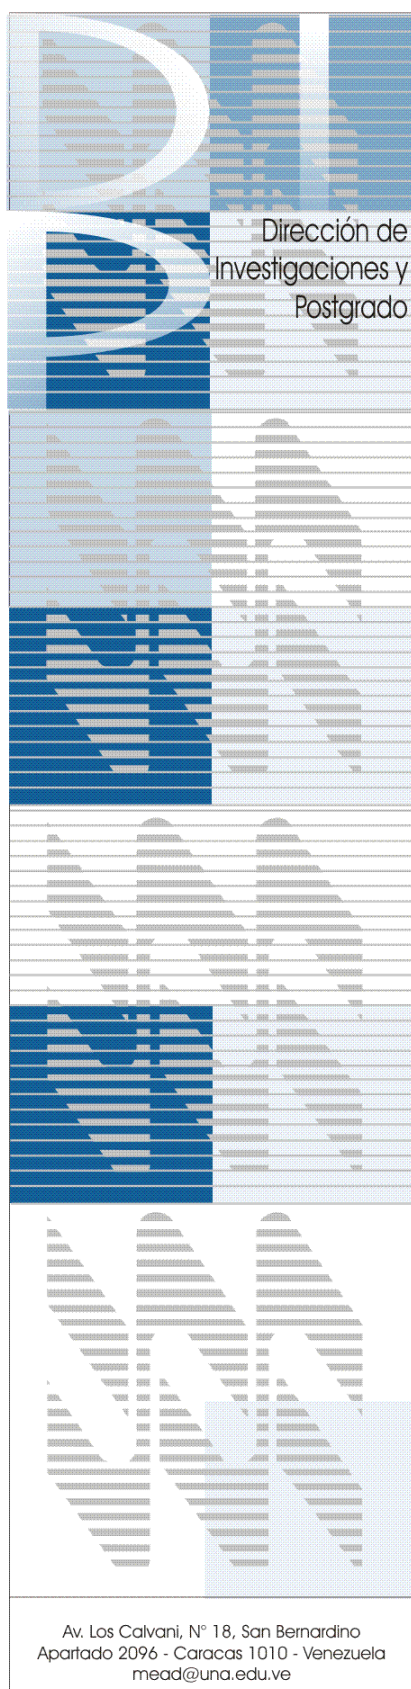 DI
P
Dirección de
Investigaciones y
Postgrado
Av. Los Calvani, N° 18, San Bernardino
Apartado 2096 - Caracas 1010 - Venezuela
mead@una.edu.ve